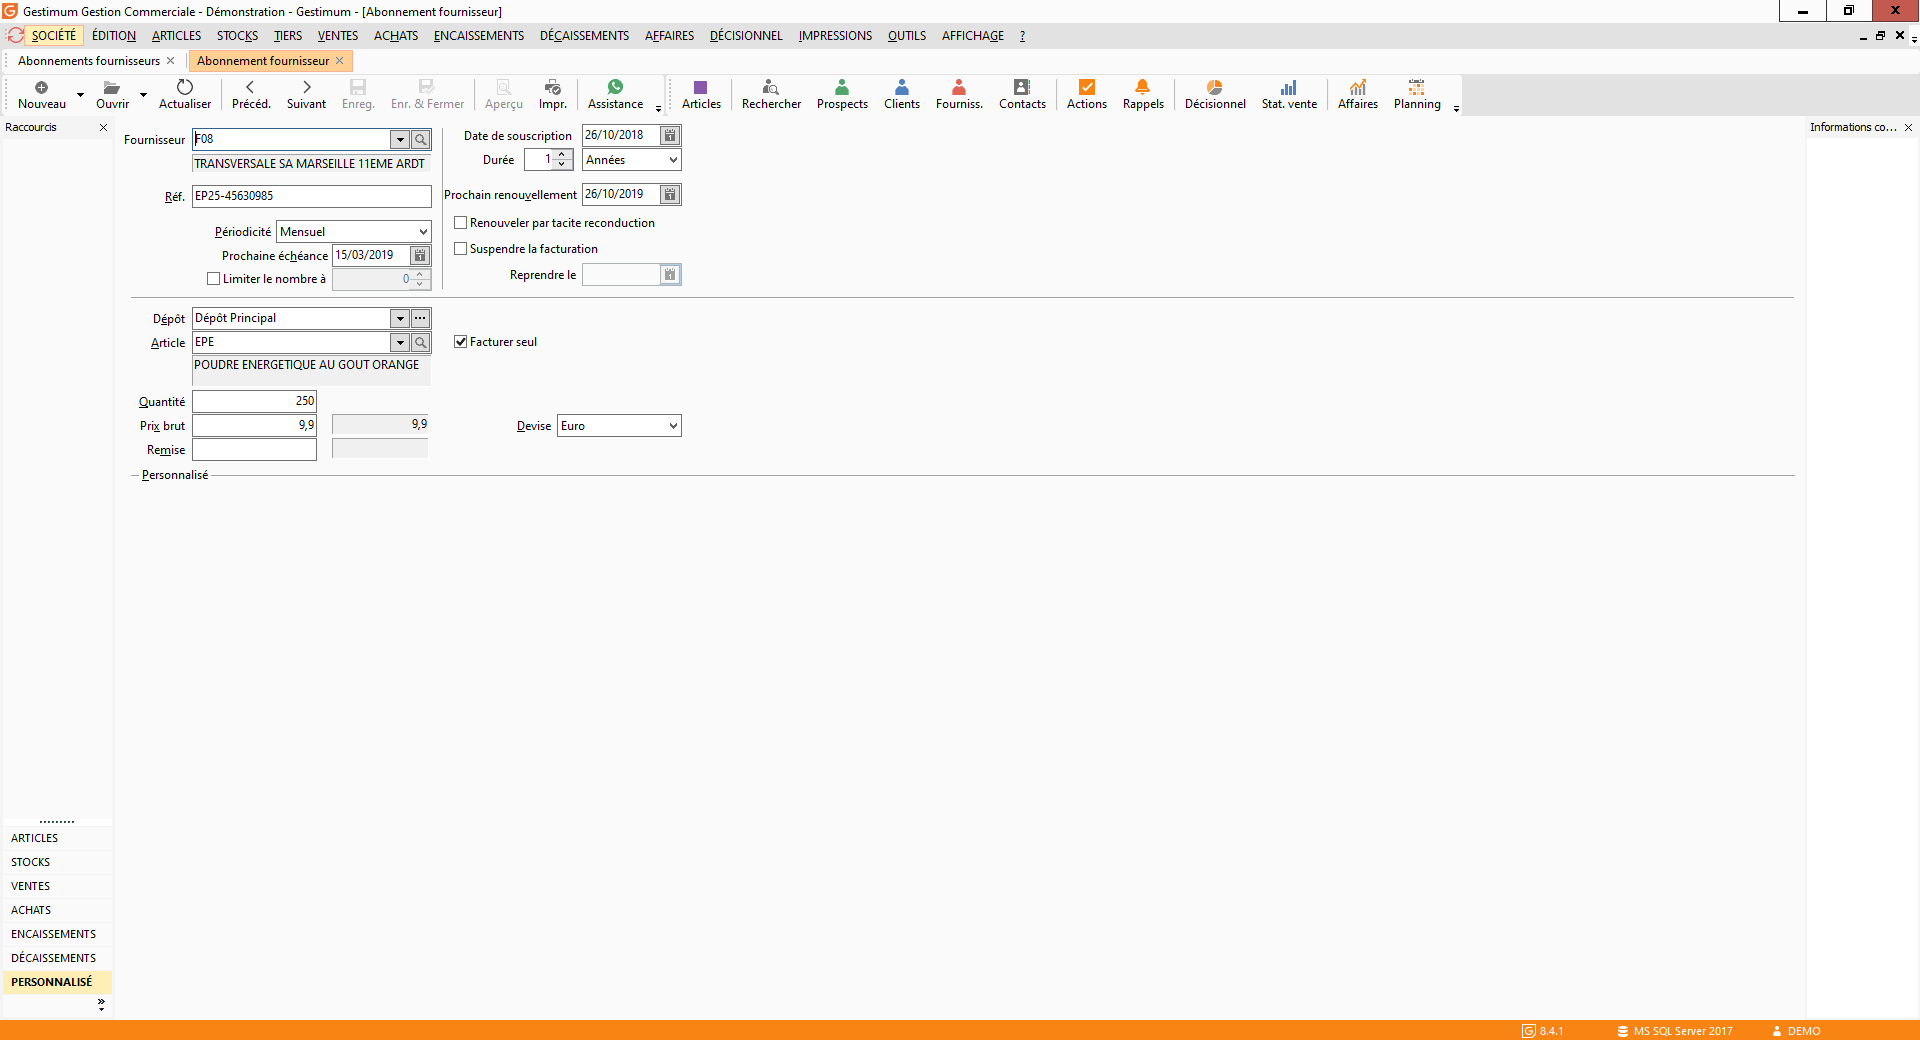 Gestimum Gestion Commerciale - Démonstration - Gestimum - [Abonnement fournisseur]
SOCIÉTÉ ÉDITION ARTICLES STOCKS TIERS VENTES ACHATS ENCAISSEMENTS DÉCAISSEMENTS AFFAIRES DÉCISIONNEL IMPRESSIONS OUTILS AFFICHAGE ?
Abonnements fournisseurs Abonnement fournisseur
Nouveau Ouvrir Actualiser Précéd. Suivant Enreg. Enr. & Fermer Aperçu Impr. Assistance Articles Rechercher Prospects Clients Fourniss. Contacts Actions Rappels Décisionnel Stat. vente Affaires Planning
Raccourcis
Informations co...
Fournisseur F08
TRANSVERSALE SA MARSEILLE 11EME ARDT
Réf. EP25-45630985
Périodicité Mensuel
Prochaine échéance 15/03/2019
Limiter le nombre à 0
Date de souscription 26/10/2018
Durée 1 Années
Prochain renouvellement 26/10/2019
Renouveler par tacite reconduction
Suspendre la facturation
Reprendre le
Dépôt Dépôt Principal
Article EPE
Facturer seul
POUDRE ENERGETIQUE AU GOUT ORANGE
Quantité 250
Prix brut 9,9 9,9
Devise Euro
Remise
Personnalisé
ARTICLES
STOCKS
VENTES
ACHATS
ENCAISSEMENTS
DÉCAISSEMENTS
PERSONNALISÉ
8.4.1 MS SQL Server 2017 DEMO